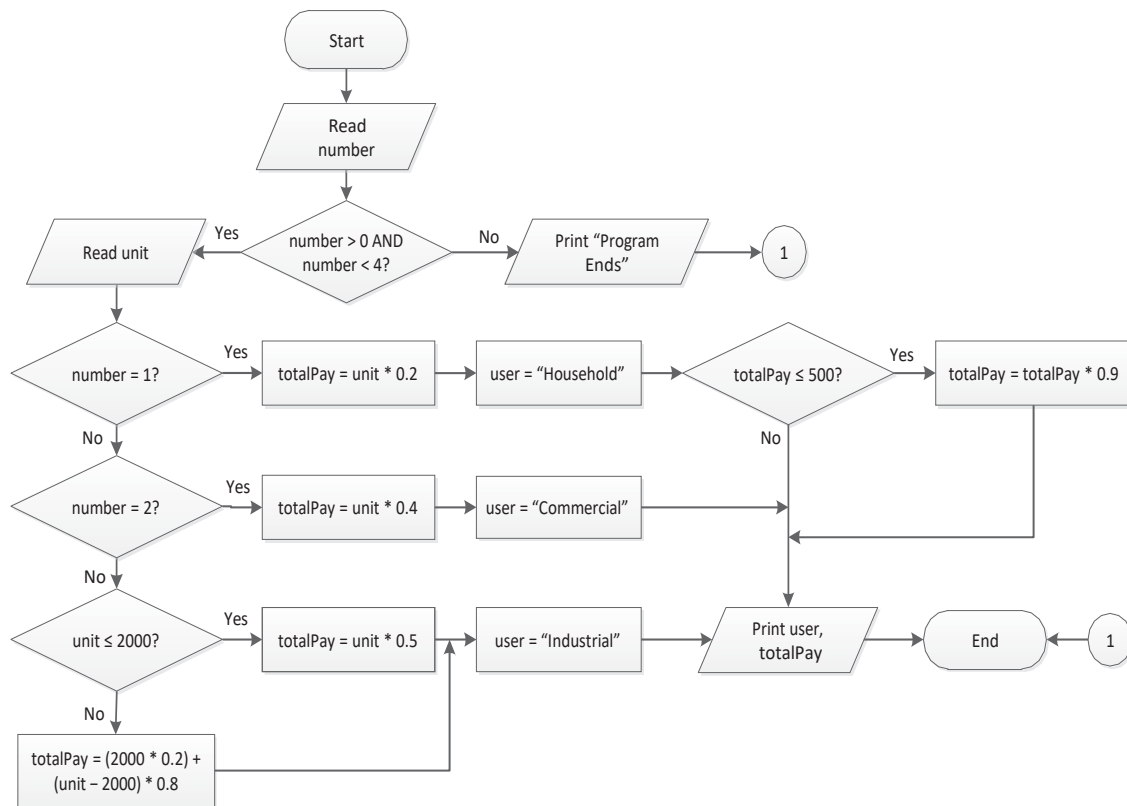 Start
Read
number
number > 0 AND
number < 4?
Yes
No
Read unit
Print “Program
Ends”
1
number = 1?
Yes
totalPay = unit * 0.2
user = “Household”
totalPay ≤ 500?
Yes
totalPay = totalPay * 0.9
No
No
number = 2?
Yes
totalPay = unit * 0.4
user = “Commercial”
No
unit ≤ 2000?
Yes
totalPay = unit * 0.5
user = “Industrial”
Print user,
totalPay
End
1
No
totalPay = (2000 * 0.2) +
(unit – 2000) * 0.8